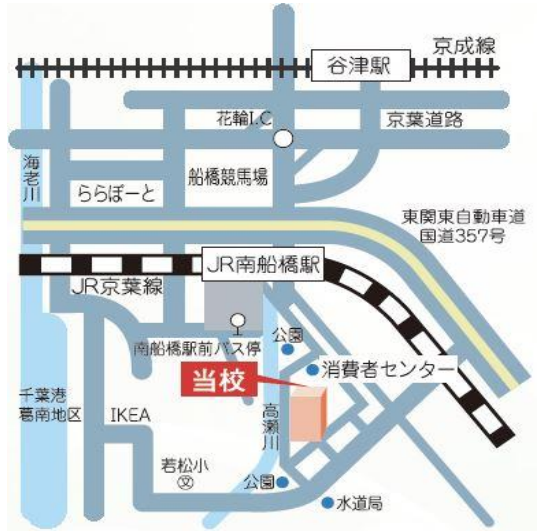 京成線
谷津駅
花輪I.C
京葉道路
海老川
船橋競馬場
ららぽーと
東関東自動車道
国道357号
JR南船橋駅
JR京葉線
公園
南船橋駅前バス停
消費者センター
当校
千葉港
葛南地区
IKEA
高瀬川
若松小
文
公園
水道局